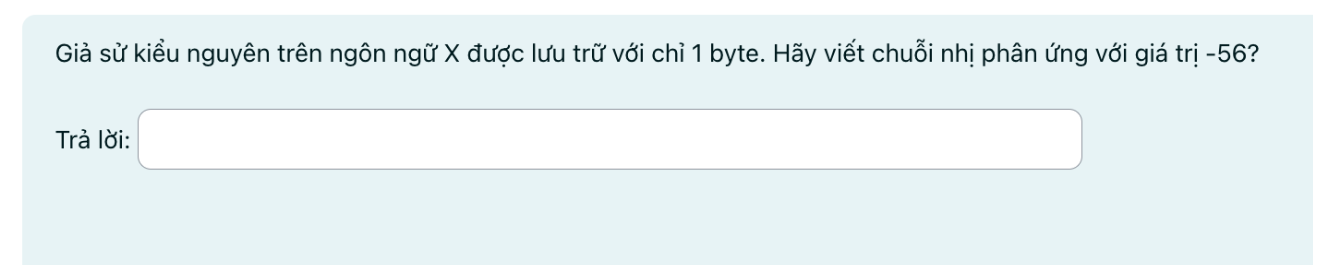 Giả sử kiểu nguyên trên ngôn ngữ X được lưu trữ với chỉ 1 byte. Hãy viết chuỗi nhị phân ứng với giá trị -56?
Trả lời: